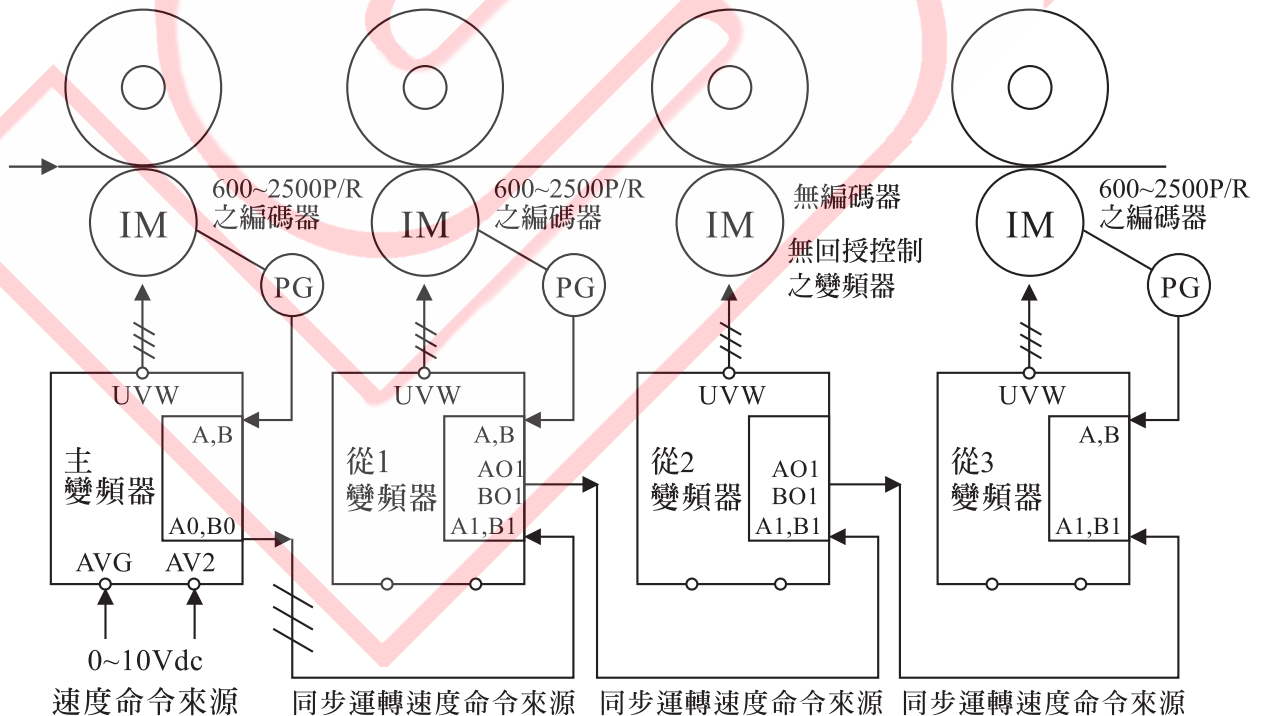 IM
600~2500P/R
之編碼器
PG
IM
600~2500P/R
之編碼器
PG
IM
無編碼器
無回授控制
之變頻器
IM
600~2500P/R
之編碼器
PG
UVW
A,B
主
變頻器
A0,B0
AVG
AV2
0~10Vdc
速度命令來源
UVW
A,B
從1
變頻器
AO1
BO1
A1,B1
同步運轉速度命令來源
UVW
從2
變頻器
AO1
BO1
A1,B1
同步運轉速度命令來源
UVW
A,B
從3
變頻器
A1,B1
同步運轉速度命令來源